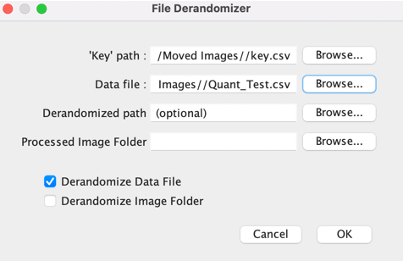 File Derandomizer
'Key' path : /Moved Images//key.csv Browse...
Data file : Images//Quant_Test.csv Browse...
Derandomized path (optional) Browse...
Processed Image Folder Browse...
Derandomize Data File
Derandomize Image Folder
Cancel OK